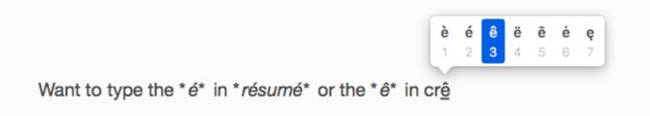 è é ê ë ē ė ę
1 2 3 4 5 6 7
Want to type the *é* in *résumé* or the *ê* in crê